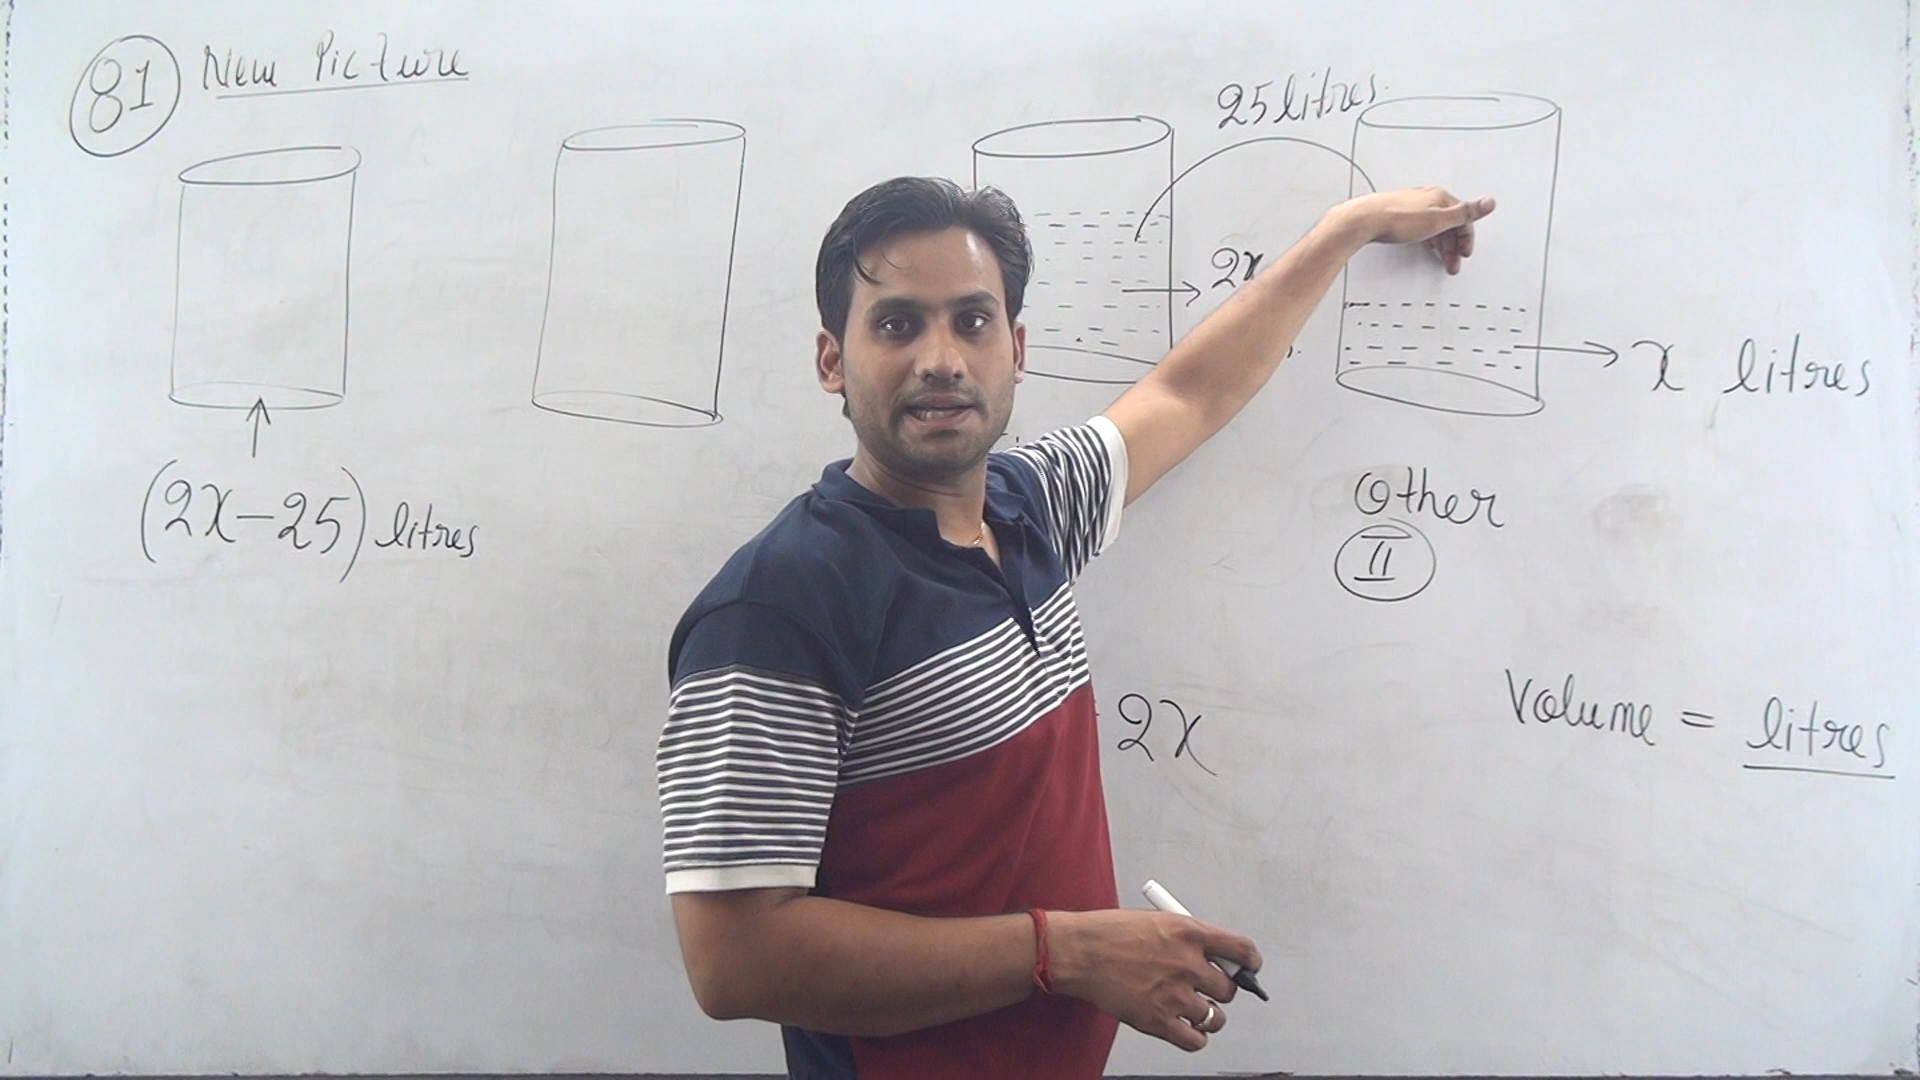 81 New Picture
25 litres.
2x
x litres
(2x-25) litres
Other
II
2x
Volume = litres